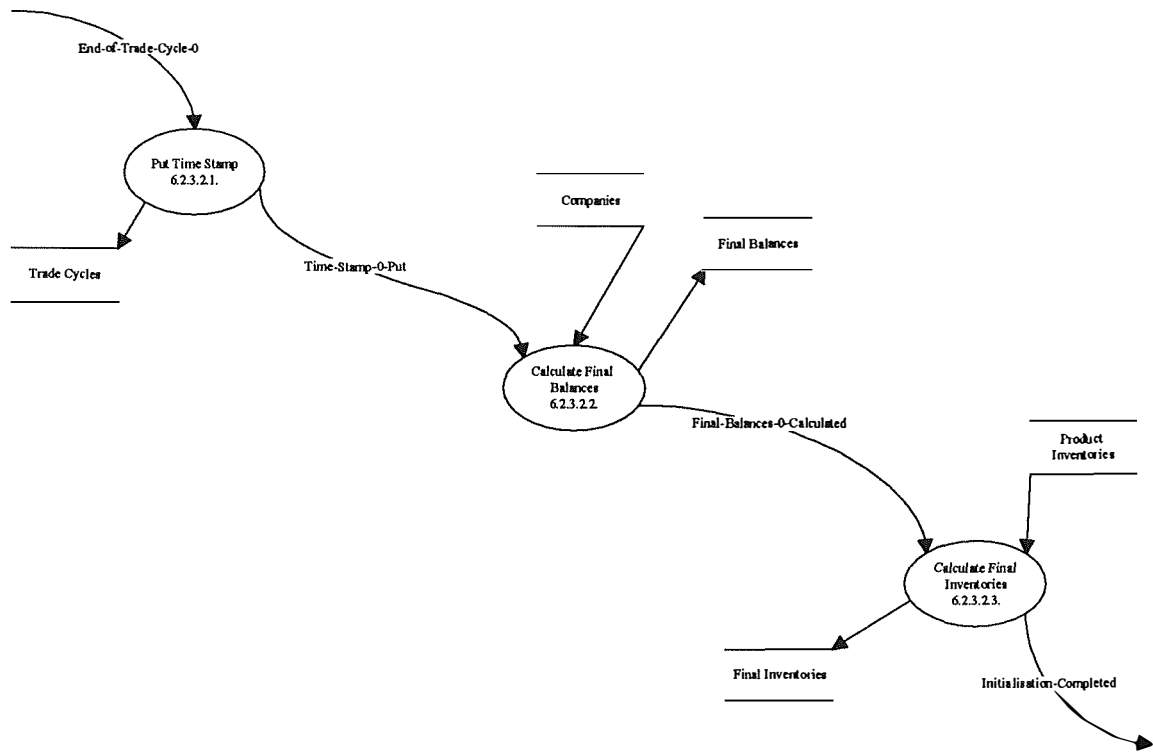 End-of-Trade-Cycle-0
Put Time Stamp
6.2.3.2.1.
Companies
Final Balances
Trade Cycles
Time-Stamp-0-Put
Calculate Final
Balances
6.2.3.2.2.
Final-Balances-0-Calculated
Product
Inventories
Calculate Final
Inventories
6.2.3.2.3.
Final Inventories
Initialisation-Completed